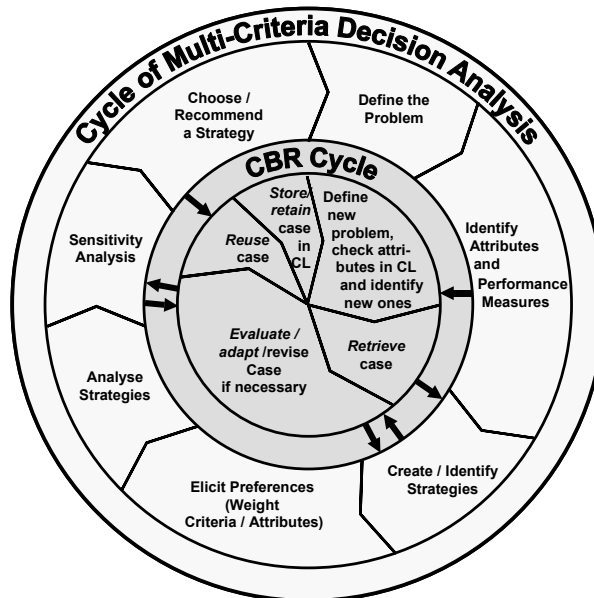 Cycle of Multi-Criteria Decision Analysis
Choose /
Recommend
a Strategy
Define the
Problem
CBR Cycle
Store/
retain
case
in
CL
Define
new
problem,
check attri-
butes in CL
and identify
new ones
Identify
Attributes
and
Performance
Measures
Sensitivity
Analysis
Reuse
case
Evaluate /
adapt /revise
Case
if necessary
Retrieve
case
Analyse
Strategies
Elicit Preferences
(Weight
Criteria / Attributes)
Create / Identify
Strategies